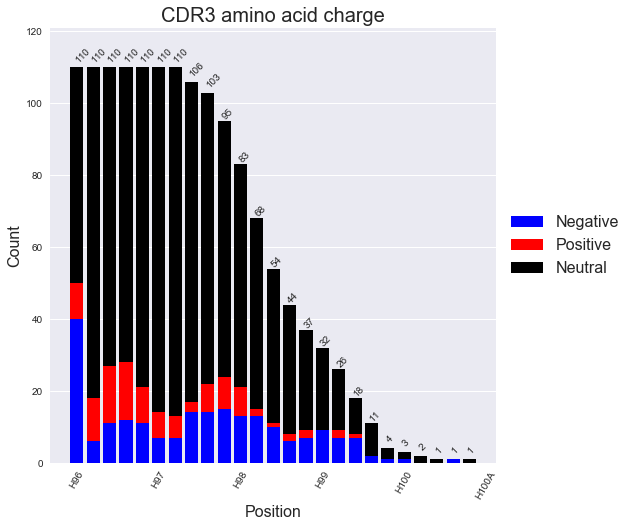 CDR3 amino acid charge
120
100
80
60
40
20
0
Count
110 110 110 110 110 110 110 106 103 95 83 68 54 44 37 32 26 18 11 4 3 2 1 1 1
H96 H97 H98 H99 H100 H100A
Position
Negative
Positive
Neutral